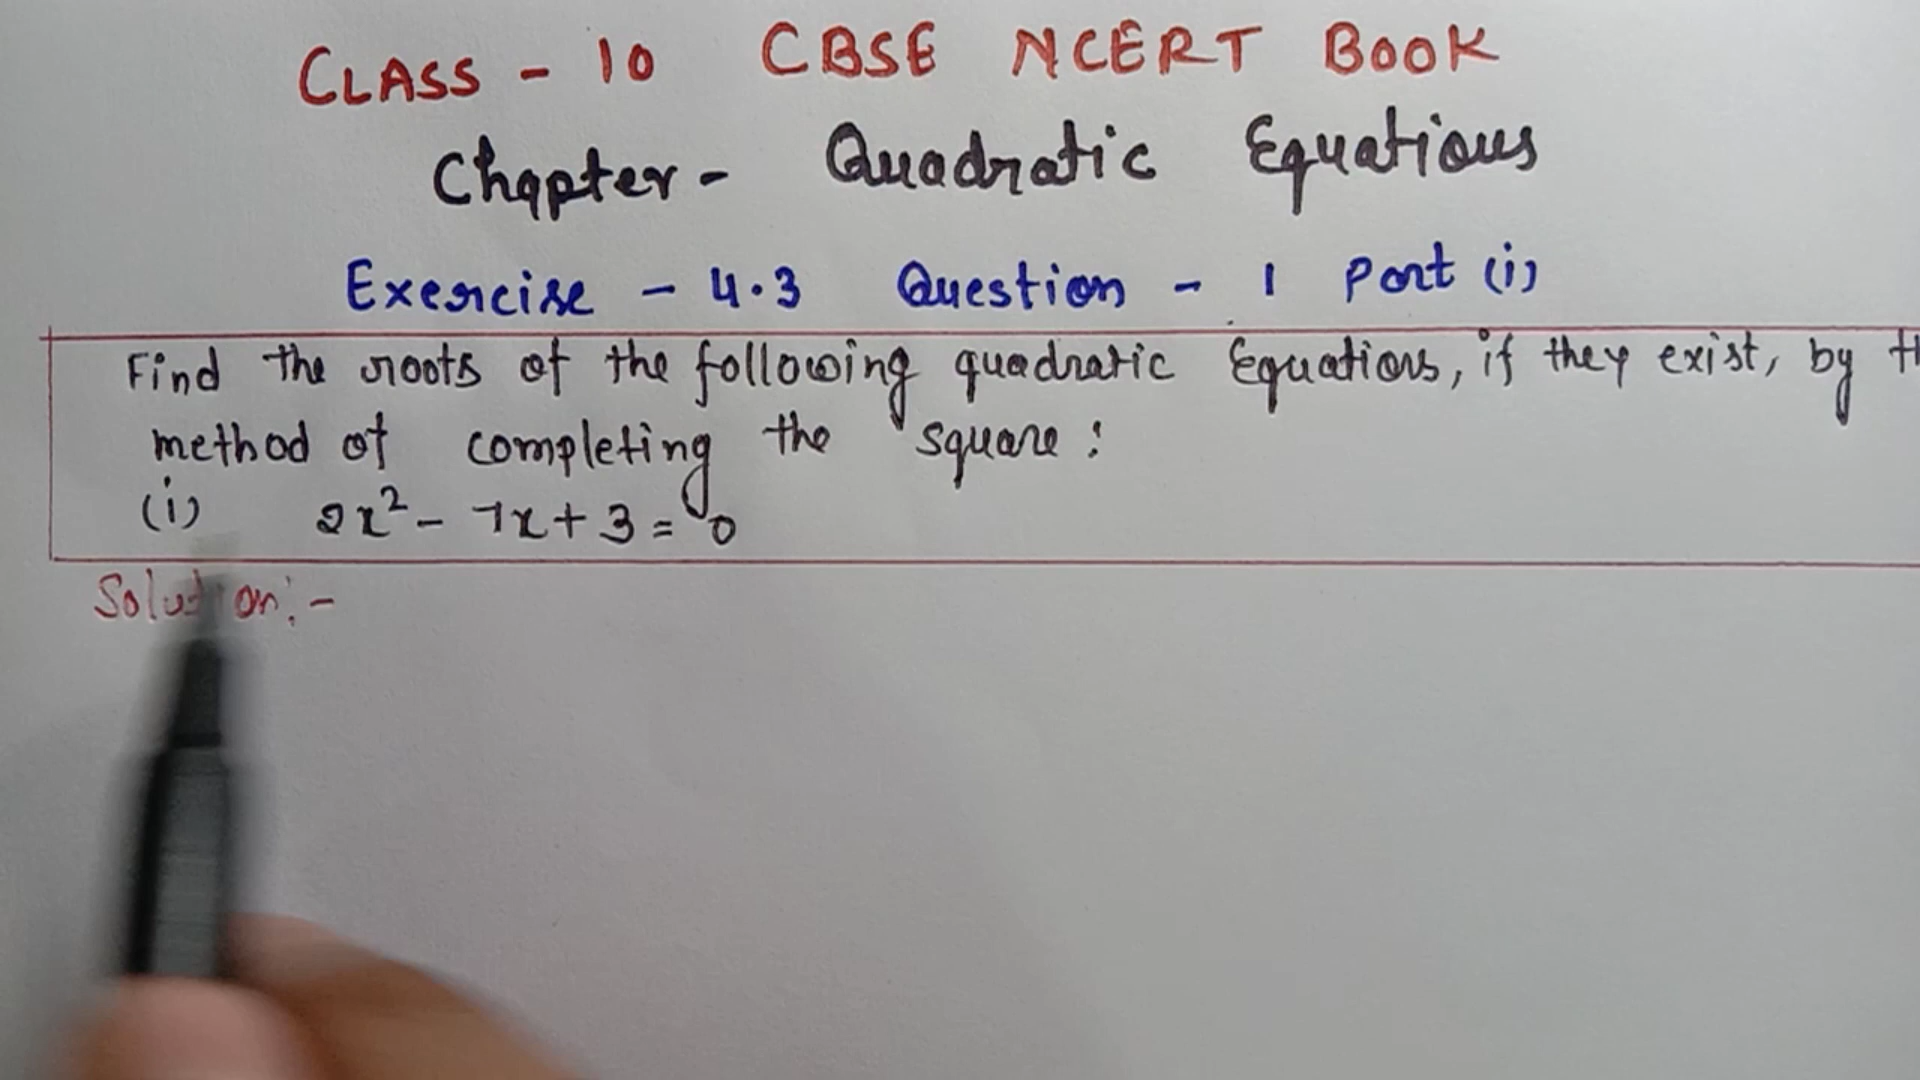 CLASS - 10 CBSE NCERT BOOK
Chapter - Quadratic Equations
Exercise - 4.3 Question - 1 Part (i)
Find the roots of the following quadratic Equations, if they exist, by
method of completing the square :
(i) 2x² - 7x + 3 = 0
Solution :-